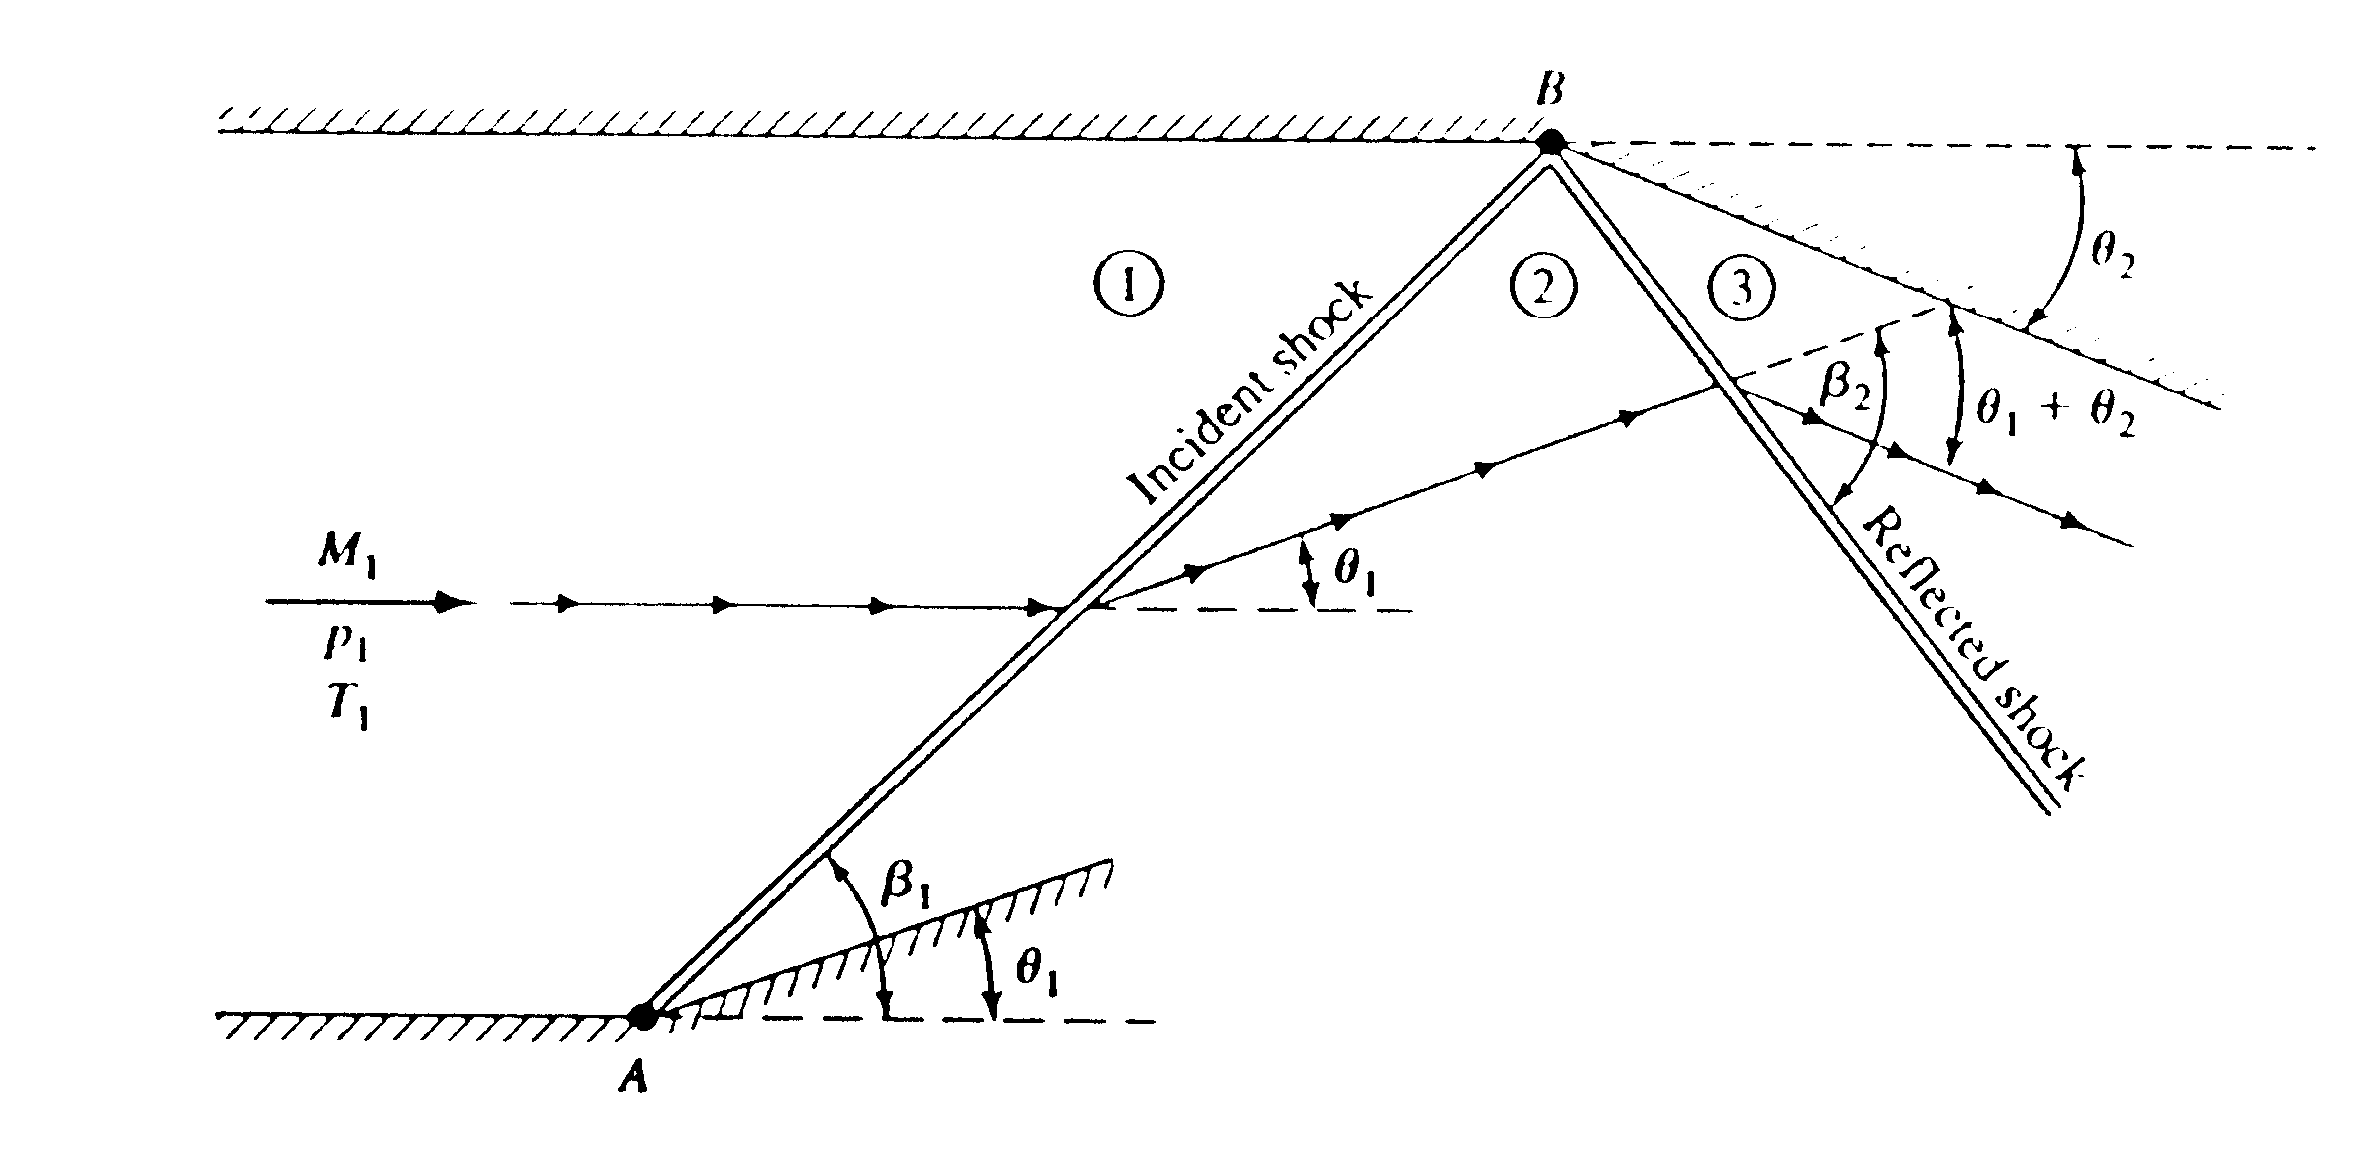 B
θ₂
① ② ③
Incident shock
β₂
θ₁ + θ₂
M₁
p₁
T₁
θ₁
Reflected shock
β₁
θ₁
A